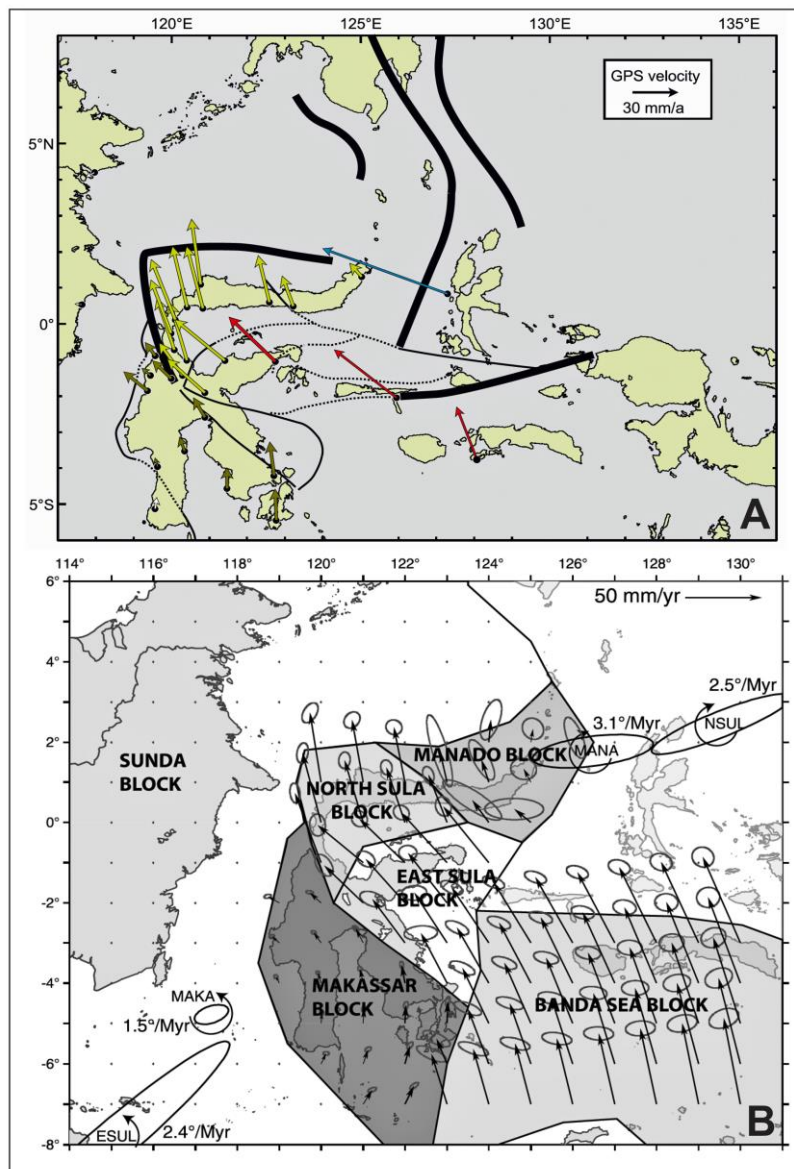 120°E 125°E 130°E 135°E
GPS velocity
30 mm/a
5°N
0°
5°S
A
114 116 118 120 122 124 126 128 130
6°
4°
2°
0°
-2°
-4°
-6°
-8°
50 mm/yr
2.5°/Myr
3.1°/Myr
NSUL
MANA
MANADO BLOCK
SUNDA
BLOCK
NORTH SULA
BLOCK
EAST SULA
BLOCK
MAKASSAR
BLOCK
BANDA SEA BLOCK
MAKA
1.5°/Myr
ESUL
2.4°/Myr
B